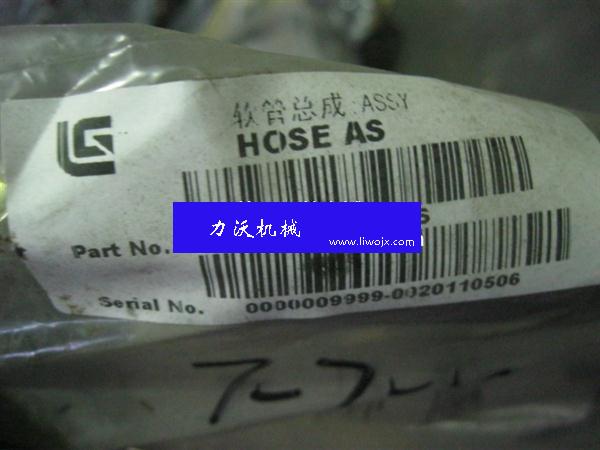 软管总成 ASSY
HOSE AS
LG
力沃机械
www.liwojx.com
Part No.
Serial No. 0000009999-0020110506